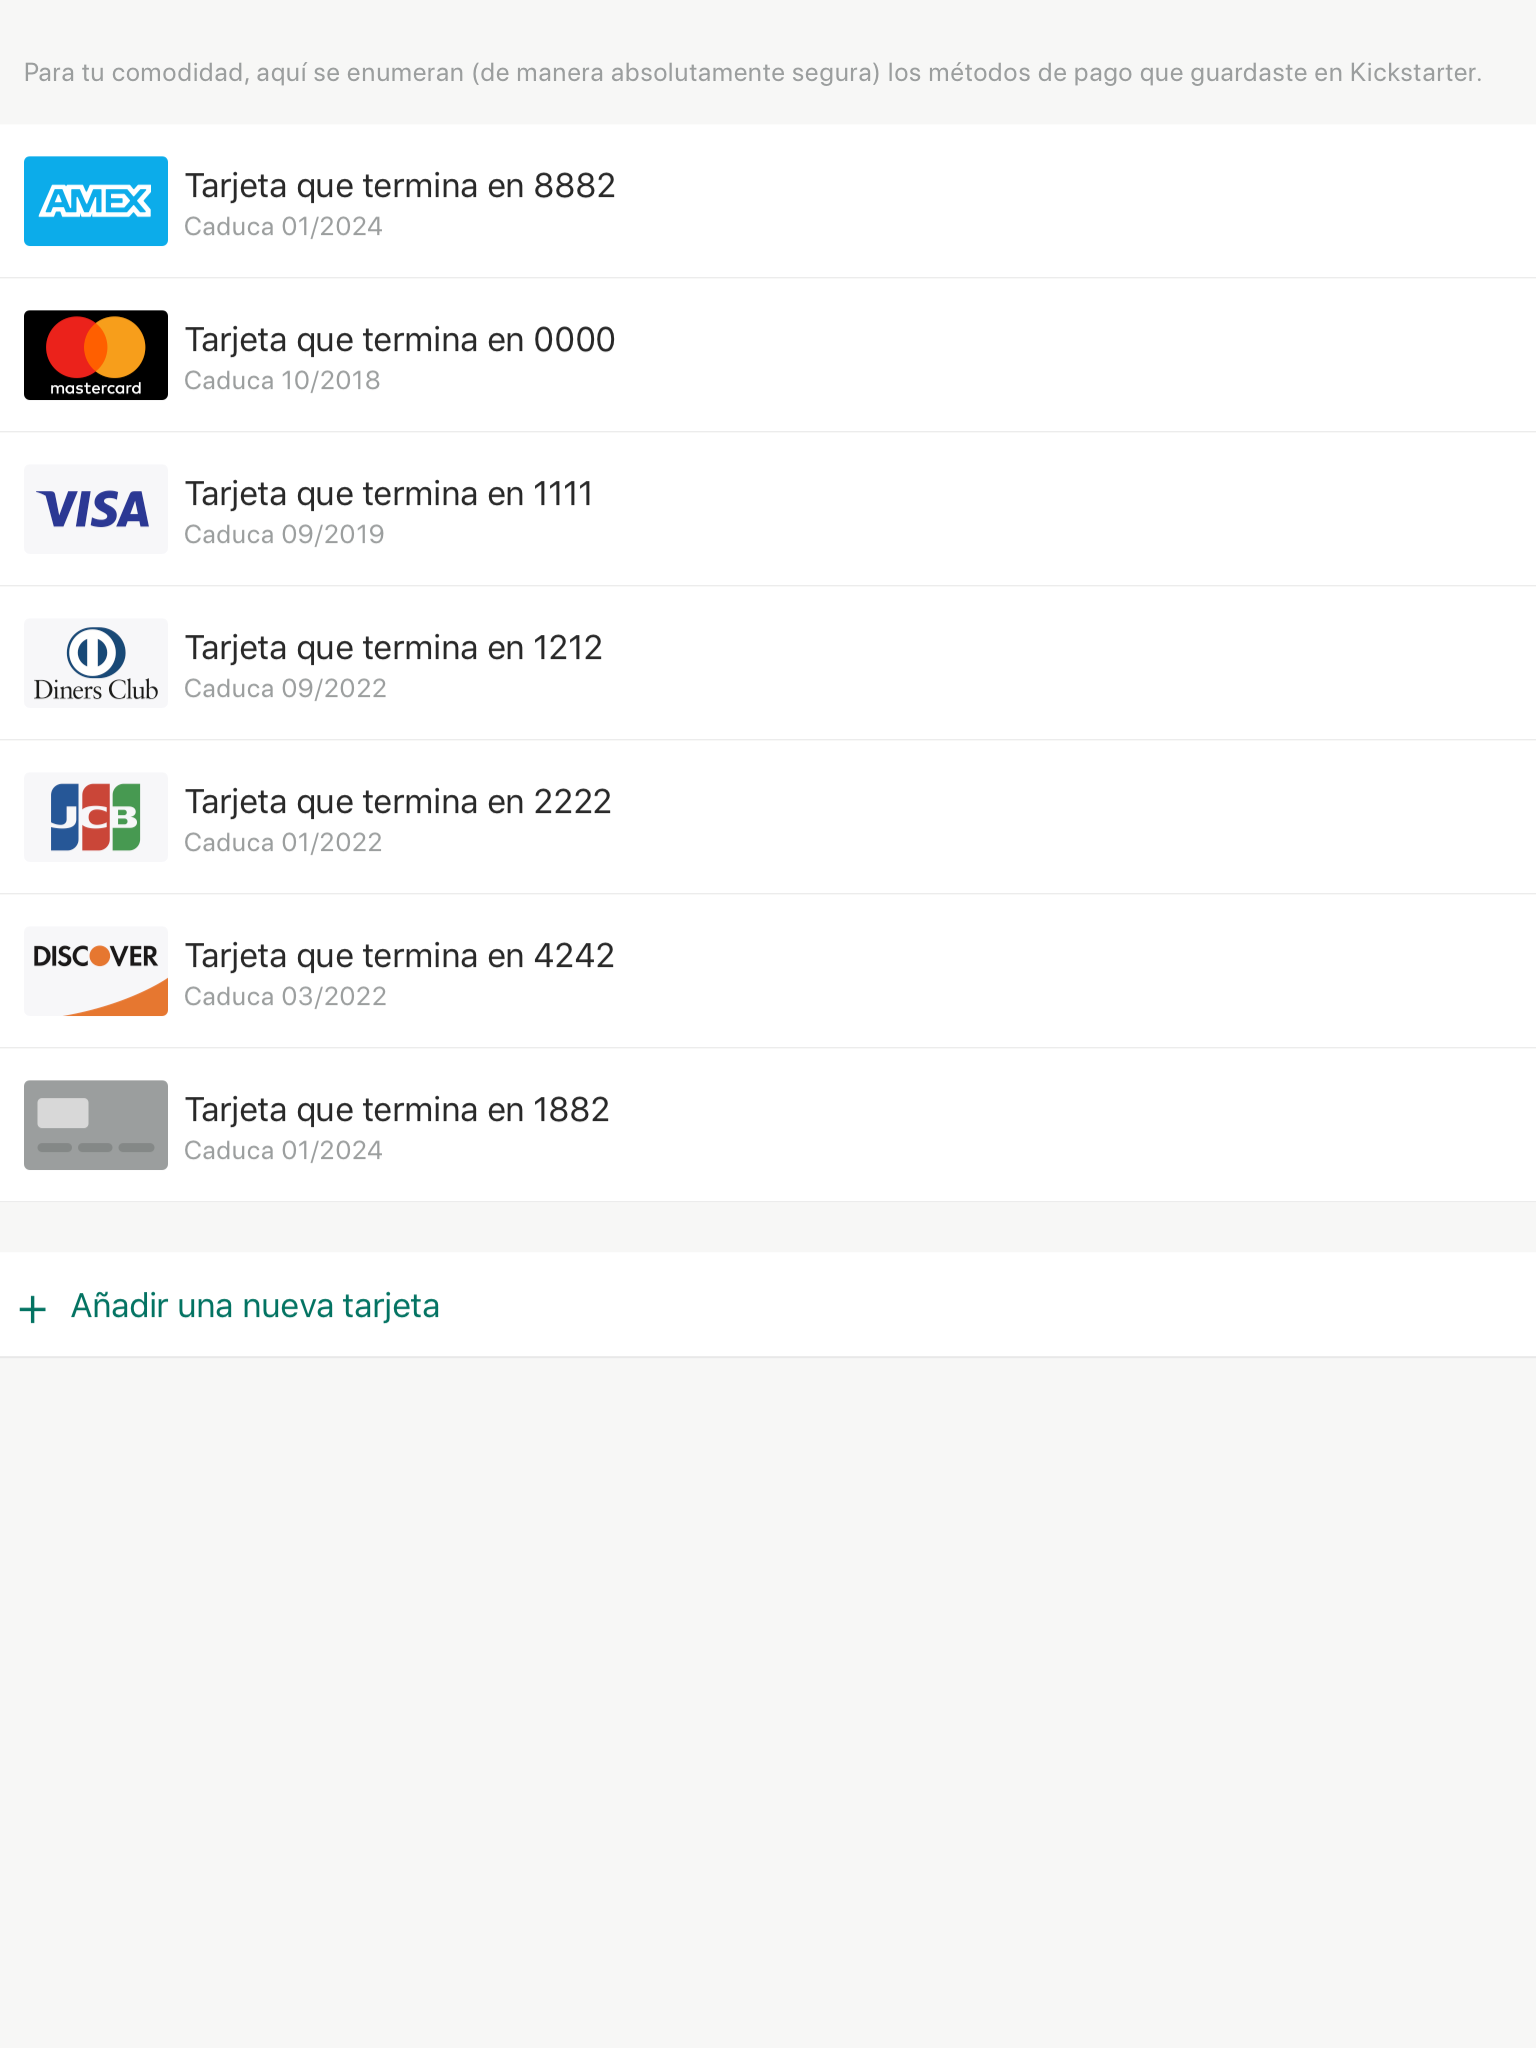 Para tu comodidad, aquí se enumeran (de manera absolutamente segura) los métodos de pago que guardaste en Kickstarter.
AMEX
Tarjeta que termina en 8882
Caduca 01/2024
mastercard
Tarjeta que termina en 0000
Caduca 10/2018
VISA
Tarjeta que termina en 1111
Caduca 09/2019
Diners Club
Tarjeta que termina en 1212
Caduca 09/2022
JCB
Tarjeta que termina en 2222
Caduca 01/2022
DISCOVER
Tarjeta que termina en 4242
Caduca 03/2022
Tarjeta que termina en 1882
Caduca 01/2024
+ Añadir una nueva tarjeta